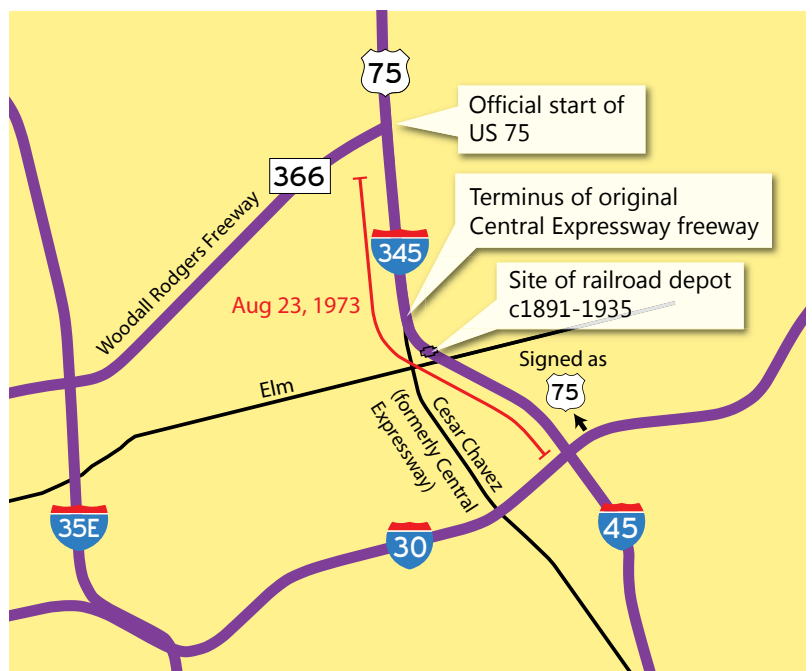 75
Official start of
US 75
366
Terminus of original
Central Expressway freeway
Woodall Rodgers Freeway
345
Site of railroad depot
c1891-1935
Aug 23, 1973
Signed as
75
Elm
Cesar Chavez
(formerly Central
Expressway)
35E
30
45